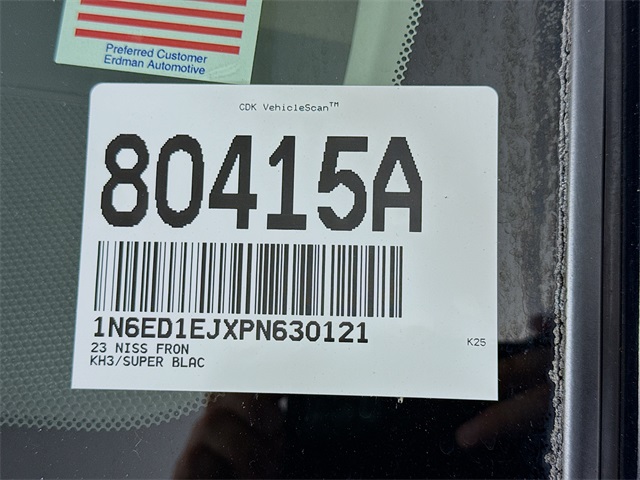 Preferred Customer
Erdman Automotive
CDK VehicleScan™
80415A
1N6ED1EJXPN630121
23 NISS FRON
KH3/SUPER BLAC
K25